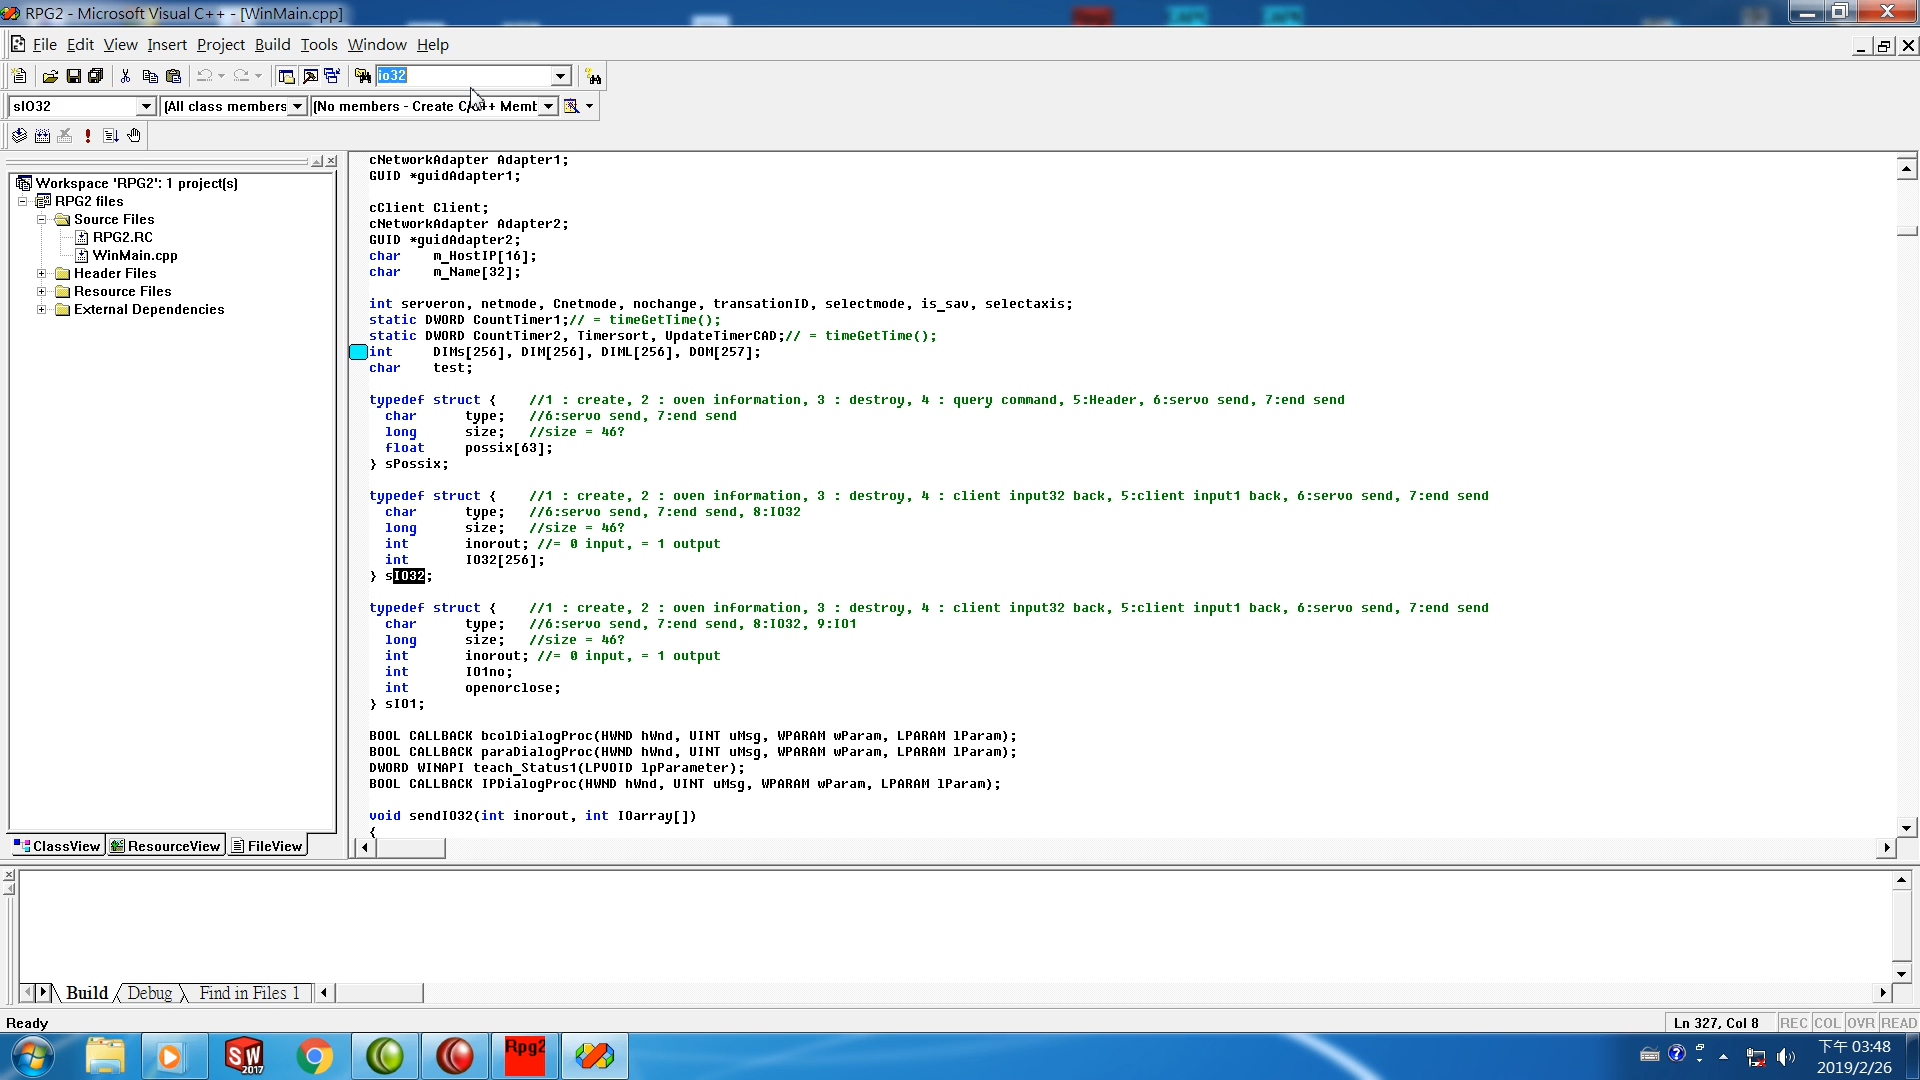 RPG2 - Microsoft Visual C++ - [WinMain.cpp]
File Edit View Insert Project Build Tools Window Help
io32
sIO32 (All class members (No members - Create C++ Memb
Workspace 'RPG2': 1 project(s)
RPG2 files
Source Files
RPG2.RC
WinMain.cpp
Header Files
Resource Files
External Dependencies
ClassView ResourceView FileView
cNetworkAdapter Adapter1;
GUID *guidAdapter1;
cClient Client;
cNetworkAdapter Adapter2;
GUID *guidAdapter2;
char m_HostIP[16];
char m_Name[32];
int serveron, netmode, Cnetmode, nochange, transationID, selectmode, is_sav, selectaxis;
static DWORD CountTimer1;// = timeGetTime();
static DWORD CountTimer2, Timersort, UpdateTimerCAD;// = timeGetTime();
int DIMs[256], DIM[256], DIML[256], DOM[257];
char test;
typedef struct { //1 : create, 2 : oven information, 3 : destroy, 4 : query command, 5:Header, 6:servo send, 7:end send
char type; //6:servo send, 7:end send
long size; //size = 46?
float possix[63];
} sPossix;
typedef struct { //1 : create, 2 : oven information, 3 : destroy, 4 : client input32 back, 5:client input1 back, 6:servo send, 7:end send
char type; //6:servo send, 7:end send, 8:IO32
long size; //size = 46?
int inorout; //= 0 input, = 1 output
int IO32[256];
} sIO32;
typedef struct { //1 : create, 2 : oven information, 3 : destroy, 4 : client input32 back, 5:client input1 back, 6:servo send, 7:end send
char type; //6:servo send, 7:end send, 8:IO32, 9:IO1
long size; //size = 46?
int inorout; //= 0 input, = 1 output
int IO1no;
int openorclose;
} sIO1;
BOOL CALLBACK bcolDialogProc(HWND hWnd, UINT uMsg, WPARAM wParam, LPARAM lParam);
BOOL CALLBACK paraDialogProc(HWND hWnd, UINT uMsg, WPARAM wParam, LPARAM lParam);
DWORD WINAPI teach_Status1(LPVOID lpParameter);
BOOL CALLBACK IPDialogProc(HWND hWnd, UINT uMsg, WPARAM wParam, LPARAM lParam);
void sendIO32(int inorout, int IOarray[])
{
Build Debug Find in Files 1
Ready
Ln 327, Col 8 REC COL OVR READ
SW 2017
Rpg2
下午 03:48
2019/2/26